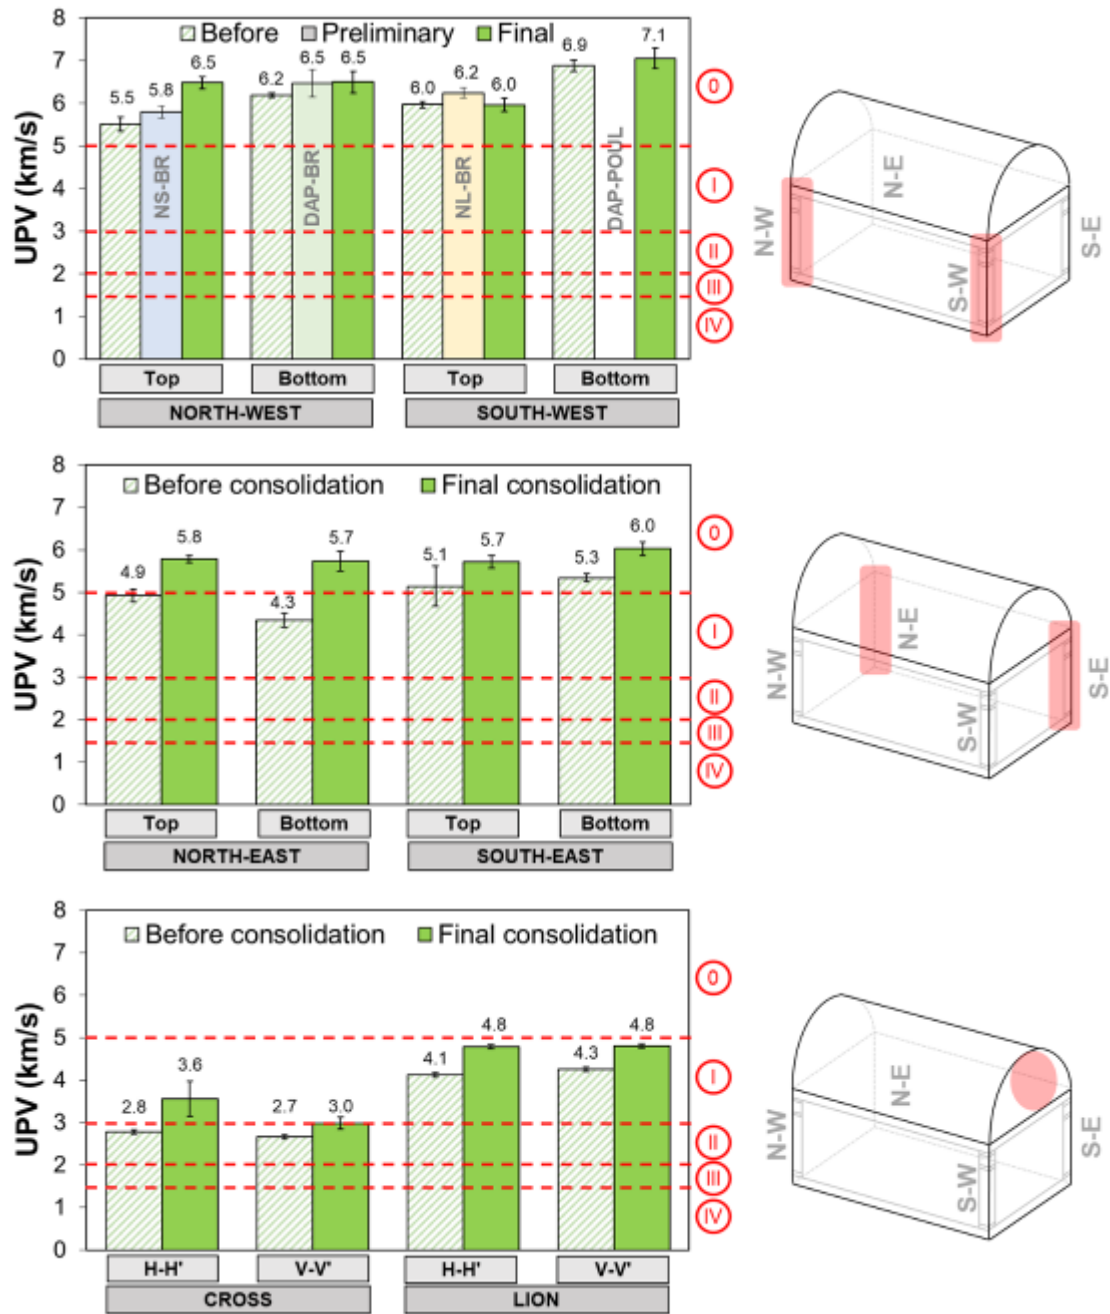 8
7
6
5
4
3
2
1
0
UPV (km/s)
Before Preliminary Final
5.5 5.8 6.5 6.2 6.5 6.5 6.0 6.2 6.0 6.9 7.1
NS-BR DAP-BR NL-BR DAP-POUL
0
I
II
III
IV
Top Bottom Top Bottom
NORTH-WEST SOUTH-WEST
N-W N-E S-W S-E
8
7
6
5
4
3
2
1
0
UPV (km/s)
Before consolidation Final consolidation
4.9 5.8 4.3 5.7 5.1 5.7 5.3 6.0
0
I
II
III
IV
Top Bottom Top Bottom
NORTH-EAST SOUTH-EAST
N-W N-E S-W S-E
8
7
6
5
4
3
2
1
0
UPV (km/s)
Before consolidation Final consolidation
2.8 3.6 2.7 3.0 4.1 4.8 4.3 4.8
0
I
II
III
IV
H-H' V-V' H-H' V-V'
CROSS LION
N-W N-E S-W S-E